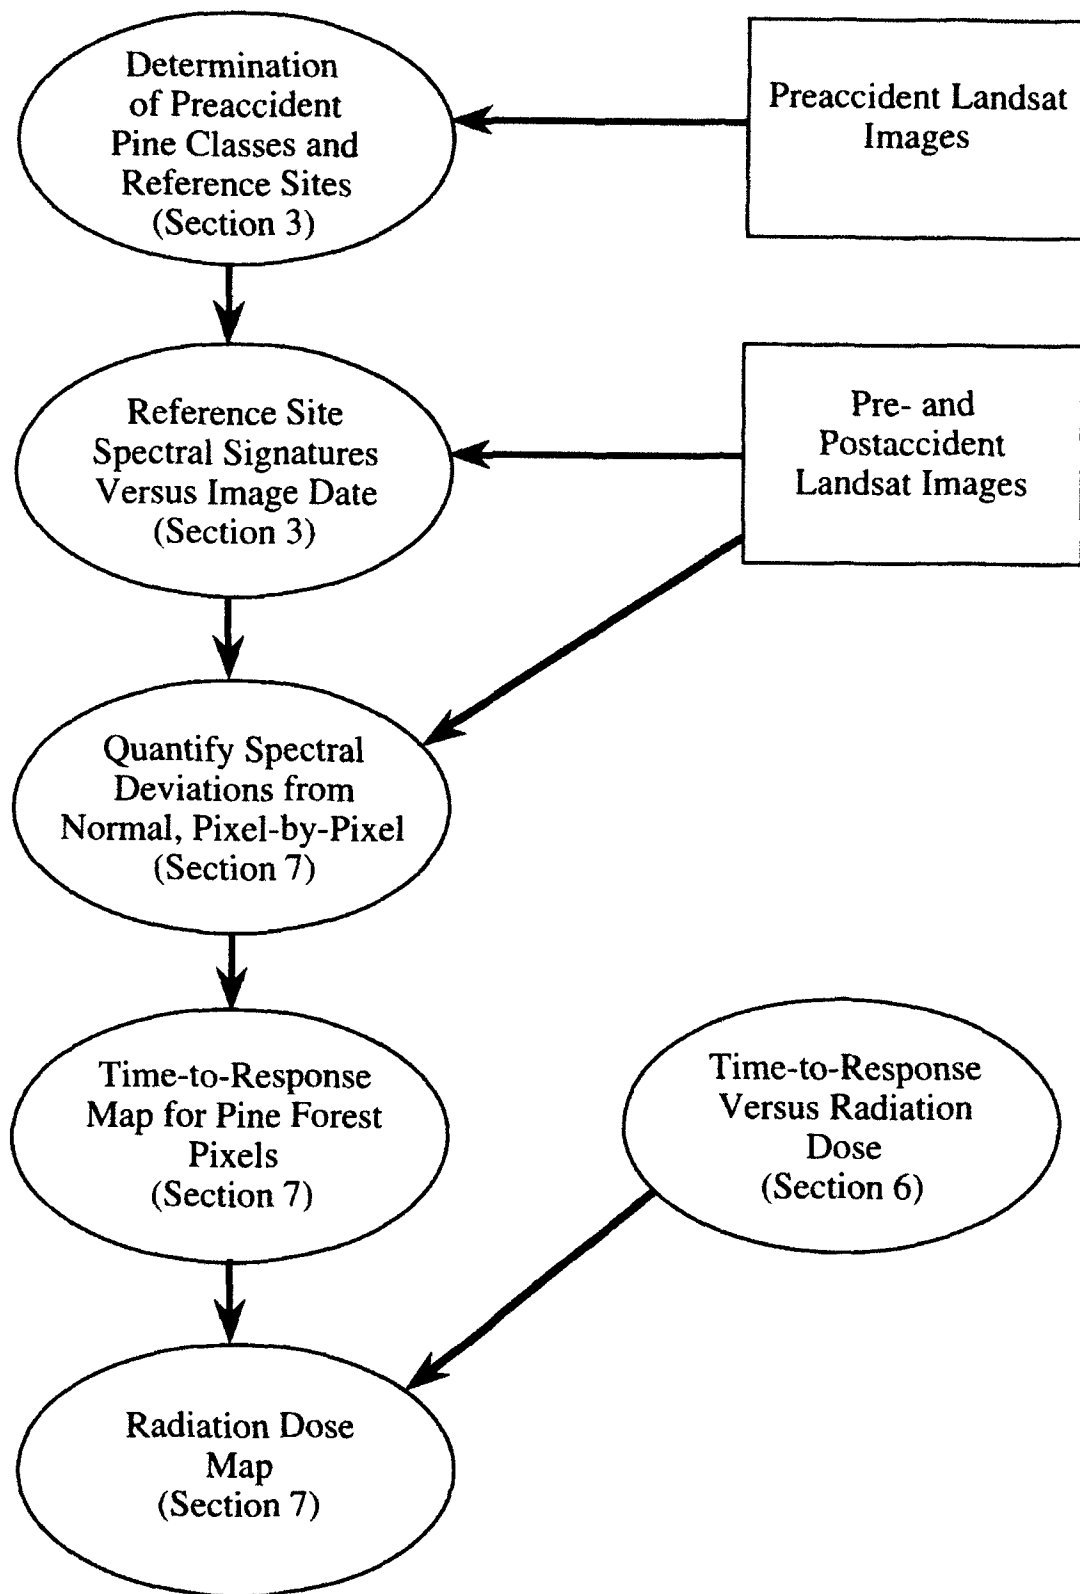 Determination
of Preaccident
Pine Classes and
Reference Sites
(Section 3)
Preaccident Landsat
Images
Reference Site
Spectral Signatures
Versus Image Date
(Section 3)
Pre- and
Postaccident
Landsat Images
Quantify Spectral
Deviations from
Normal, Pixel-by-Pixel
(Section 7)
Time-to-Response
Map for Pine Forest
Pixels
(Section 7)
Time-to-Response
Versus Radiation
Dose
(Section 6)
Radiation Dose
Map
(Section 7)